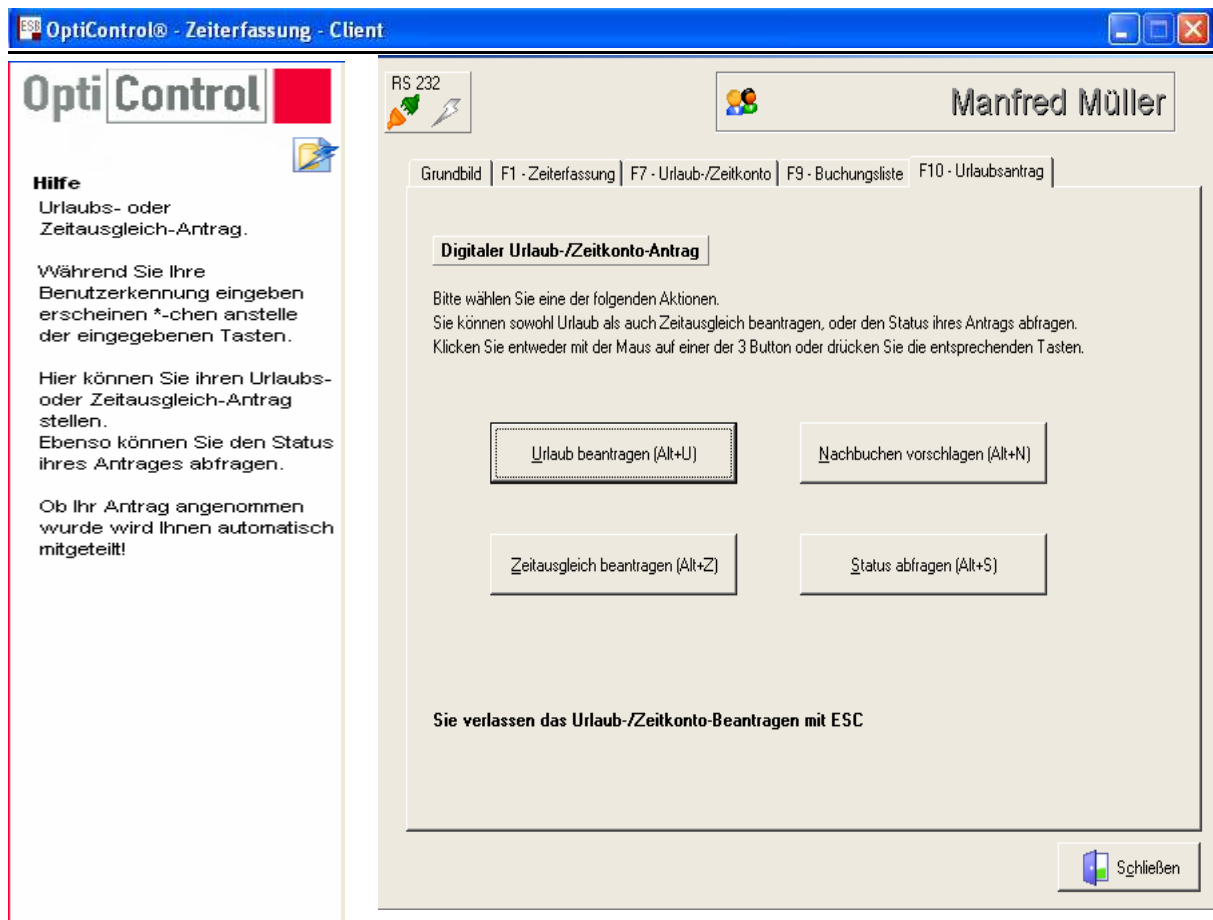 ESB OptiControl® - Zeiterfassung - Client
Opti Control
Hilfe
Urlaubs- oder
Zeitausgleich-Antrag.
Während Sie Ihre
Benutzerkennung eingeben
erscheinen *-chen anstelle
der eingegebenen Tasten.
Hier können Sie ihren Urlaubs-
oder Zeitausgleich-Antrag
stellen.
Ebenso können Sie den Status
ihres Antrages abfragen.
Ob Ihr Antrag angenommen
wurde wird Ihnen automatisch
mitgeteilt!
RS 232
Manfred Müller
Grundbild F1 - Zeiterfassung F7 - Urlaub-/Zeitkonto F9 - Buchungsliste F10 - Urlaubsantrag
Digitaler Urlaub-/Zeitkonto-Antrag
Bitte wählen Sie eine der folgenden Aktionen.
Sie können sowohl Urlaub als auch Zeitausgleich beantragen, oder den Status ihres Antrags abfragen.
Klicken Sie entweder mit der Maus auf einer der 3 Button oder drücken Sie die entsprechenden Tasten.
Urlaub beantragen (Alt+U) Nachbuchen vorschlagen (Alt+N)
Zeitausgleich beantragen (Alt+Z) Status abfragen (Alt+S)
Sie verlassen das Urlaub-/Zeitkonto-Beantragen mit ESC
Schließen